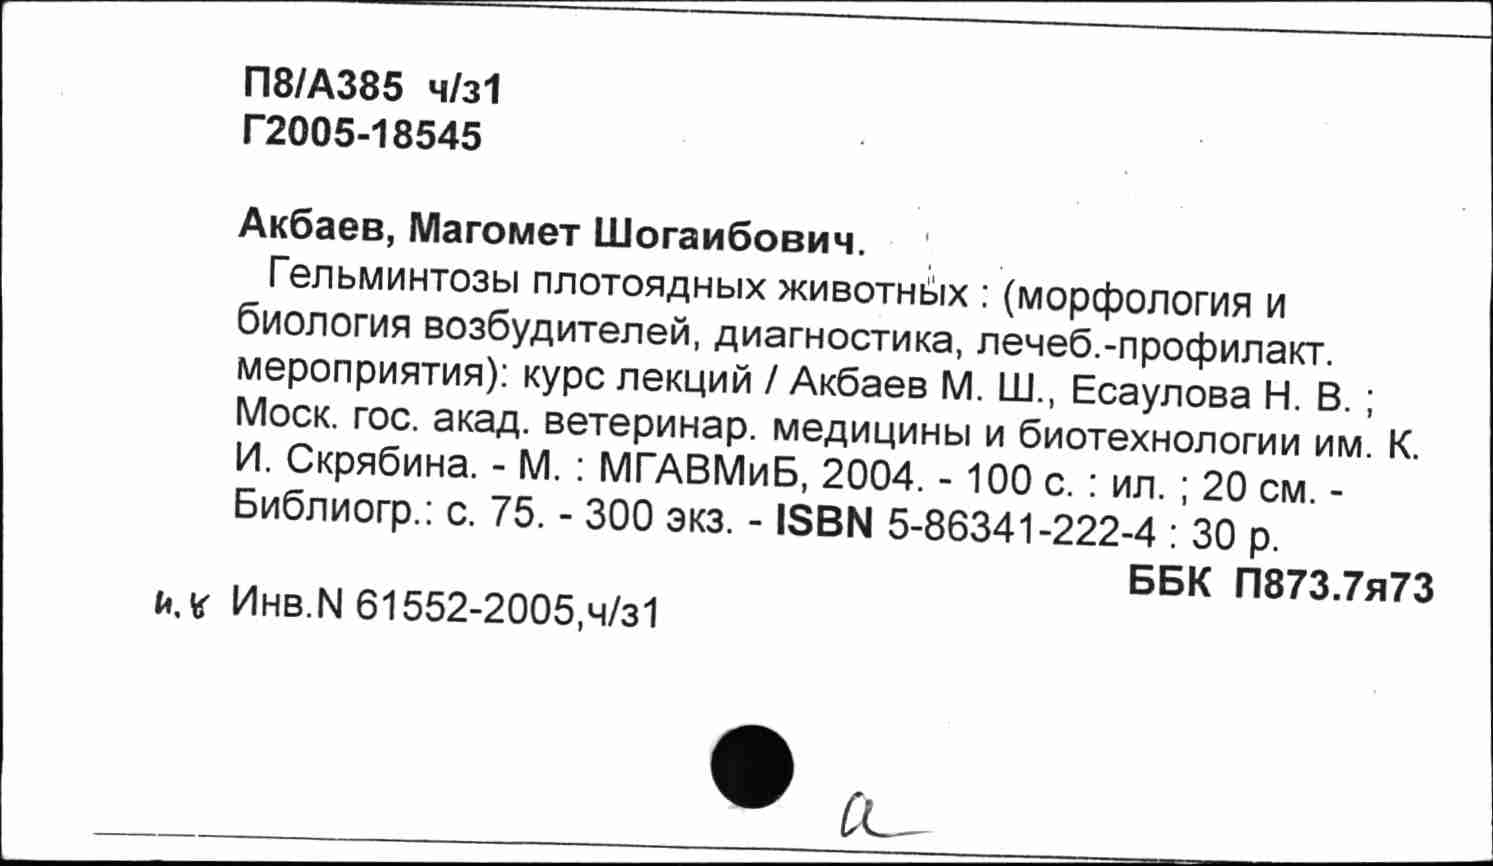 П8/А385 ч/з1
Г2005-18545
Акбаев, Магомет Шогаибович.
Гельминтозы плотоядных животных : (морфология и
биология возбудителей, диагностика, лечеб.-профилакт.
мероприятия): курс лекций / Акбаев М. Ш., Есаулова Н. В. ;
Моск. гос. акад. ветеринар. медицины и биотехнологии им. К.
И. Скрябина. - М. : МГАВМиБ, 2004. - 100 с. : ил. ; 20 см. -
Библиогр.: с. 75. - 300 экз. - ISBN 5-86341-222-4 : 30 р.
ББК П873.7я73
Инв.N 61552-2005,ч/з1
а